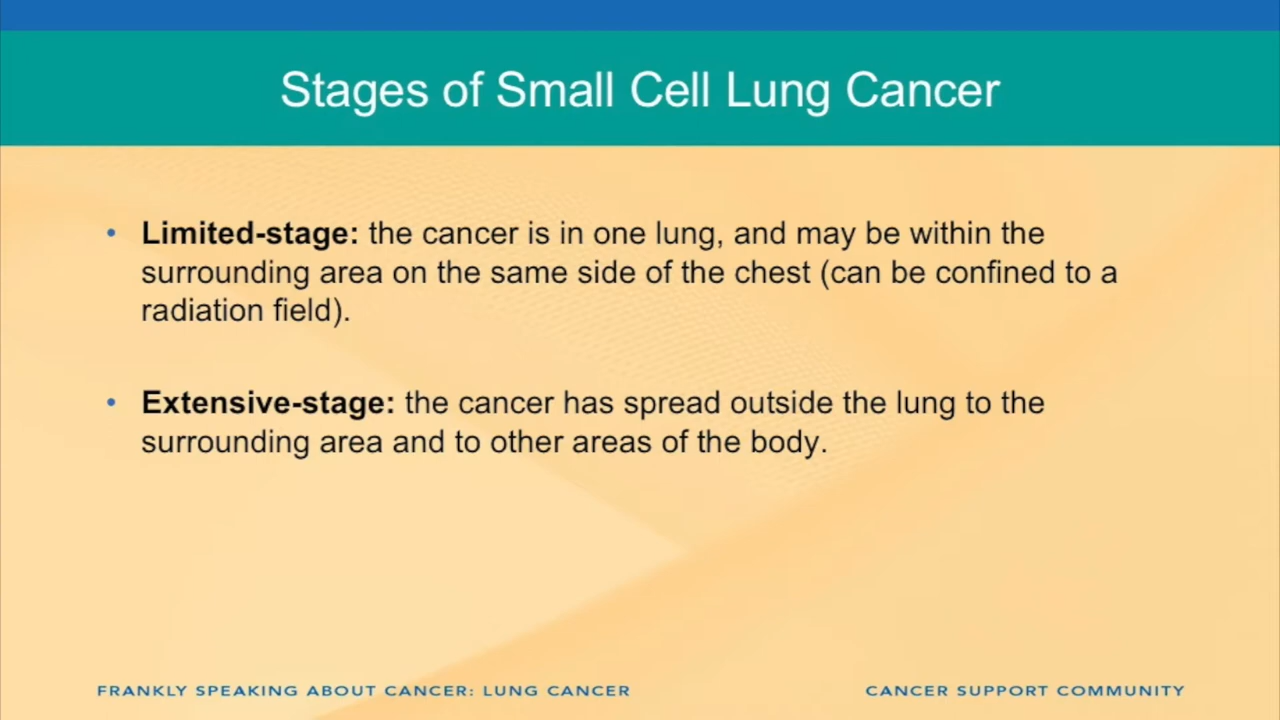 Stages of Small Cell Lung Cancer
• Limited-stage: the cancer is in one lung, and may be within the
surrounding area on the same side of the chest (can be confined to a
radiation field).
• Extensive-stage: the cancer has spread outside the lung to the
surrounding area and to other areas of the body.
FRANKLY SPEAKING ABOUT CANCER: LUNG CANCER
CANCER SUPPORT COMMUNITY